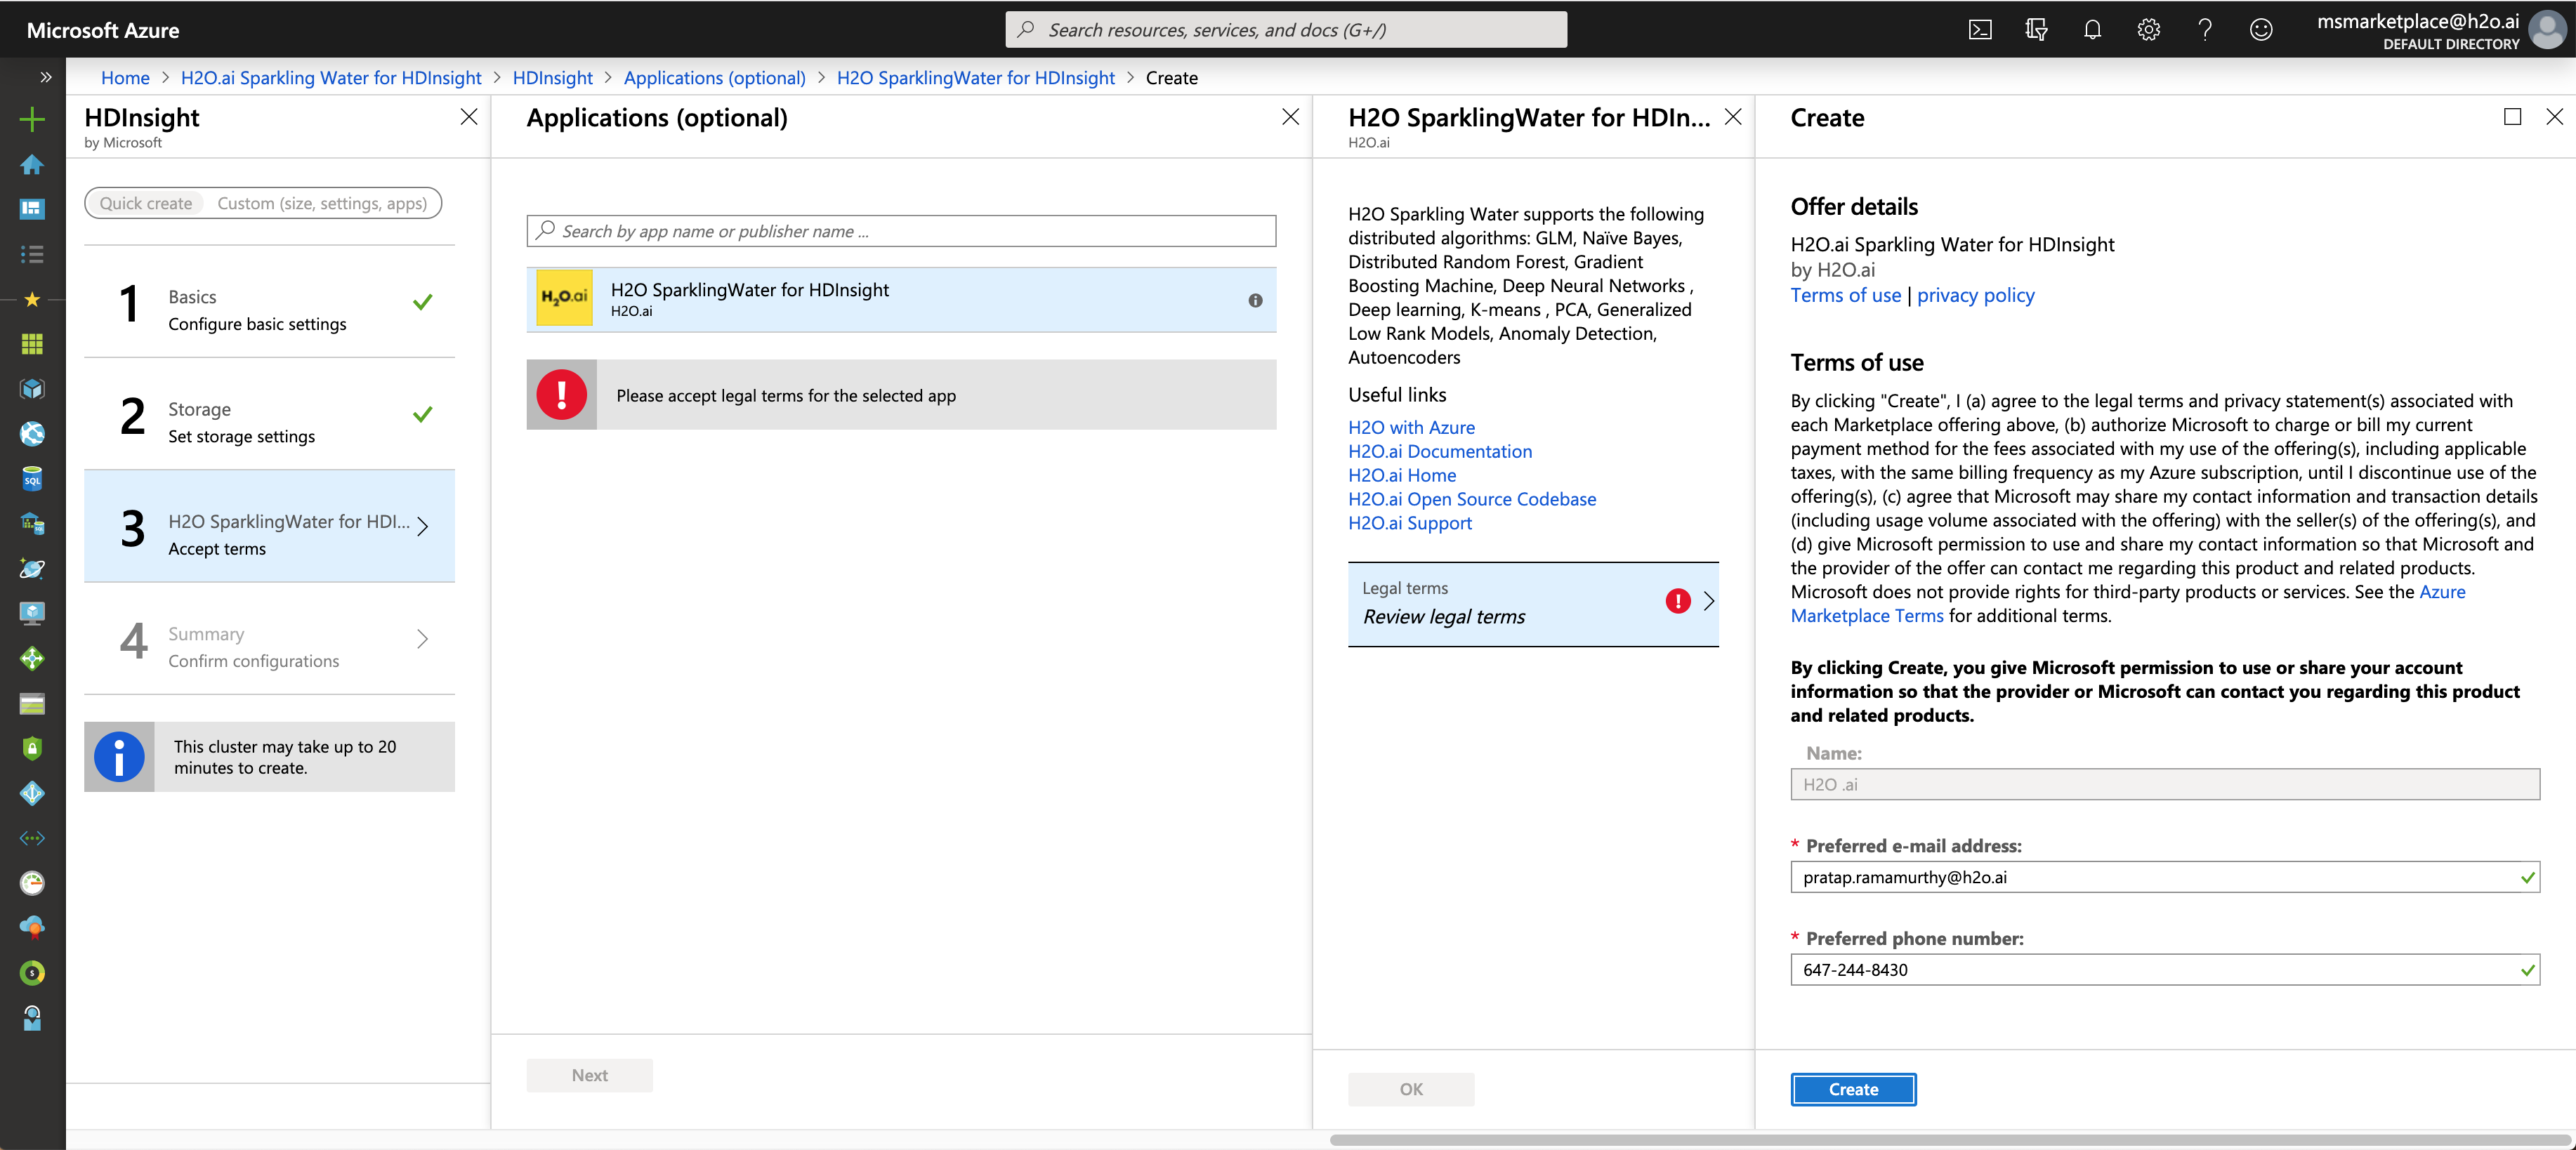 Microsoft Azure
Search resources, services, and docs (G+/)
msmarketplace@h2o.ai
DEFAULT DIRECTORY
Home > H2O.ai Sparkling Water for HDInsight > HDInsight > Applications (optional) > H2O SparklingWater for HDInsight > Create
HDInsight
by Microsoft
Quick create Custom (size, settings, apps)
1
Basics
Configure basic settings
2
Storage
Set storage settings
3
H2O SparklingWater for HDI...
Accept terms
4
Summary
Confirm configurations
This cluster may take up to 20
minutes to create.
Applications (optional)
Search by app name or publisher name ...
H2O.ai
H2O SparklingWater for HDInsight
H2O.ai
Please accept legal terms for the selected app
Next
H2O SparklingWater for HDIn...
H2O.ai
H2O Sparkling Water supports the following
distributed algorithms: GLM, Naïve Bayes,
Distributed Random Forest, Gradient
Boosting Machine, Deep Neural Networks ,
Deep learning, K-means , PCA, Generalized
Low Rank Models, Anomaly Detection,
Autoencoders
Useful links
H2O with Azure
H2O.ai Documentation
H2O.ai Home
H2O.ai Open Source Codebase
H2O.ai Support
Legal terms
Review legal terms
OK
Create
Offer details
H2O.ai Sparkling Water for HDInsight
by H2O.ai
Terms of use | privacy policy
Terms of use
By clicking "Create", I (a) agree to the legal terms and privacy statement(s) associated with
each Marketplace offering above, (b) authorize Microsoft to charge or bill my current
payment method for the fees associated with my use of the offering(s), including applicable
taxes, with the same billing frequency as my Azure subscription, until I discontinue use of the
offering(s), (c) agree that Microsoft may share my contact information and transaction details
(including usage volume associated with the offering) with the seller(s) of the offering(s), and
(d) give Microsoft permission to use and share my contact information so that Microsoft and
the provider of the offer can contact me regarding this product and related products.
Microsoft does not provide rights for third-party products or services. See the Azure
Marketplace Terms for additional terms.
By clicking Create, you give Microsoft permission to use or share your account
information so that the provider or Microsoft can contact you regarding this product
and related products.
Name:
H2O .ai
* Preferred e-mail address:
pratap.ramamurthy@h2o.ai
* Preferred phone number:
647-244-8430
Create
SQL